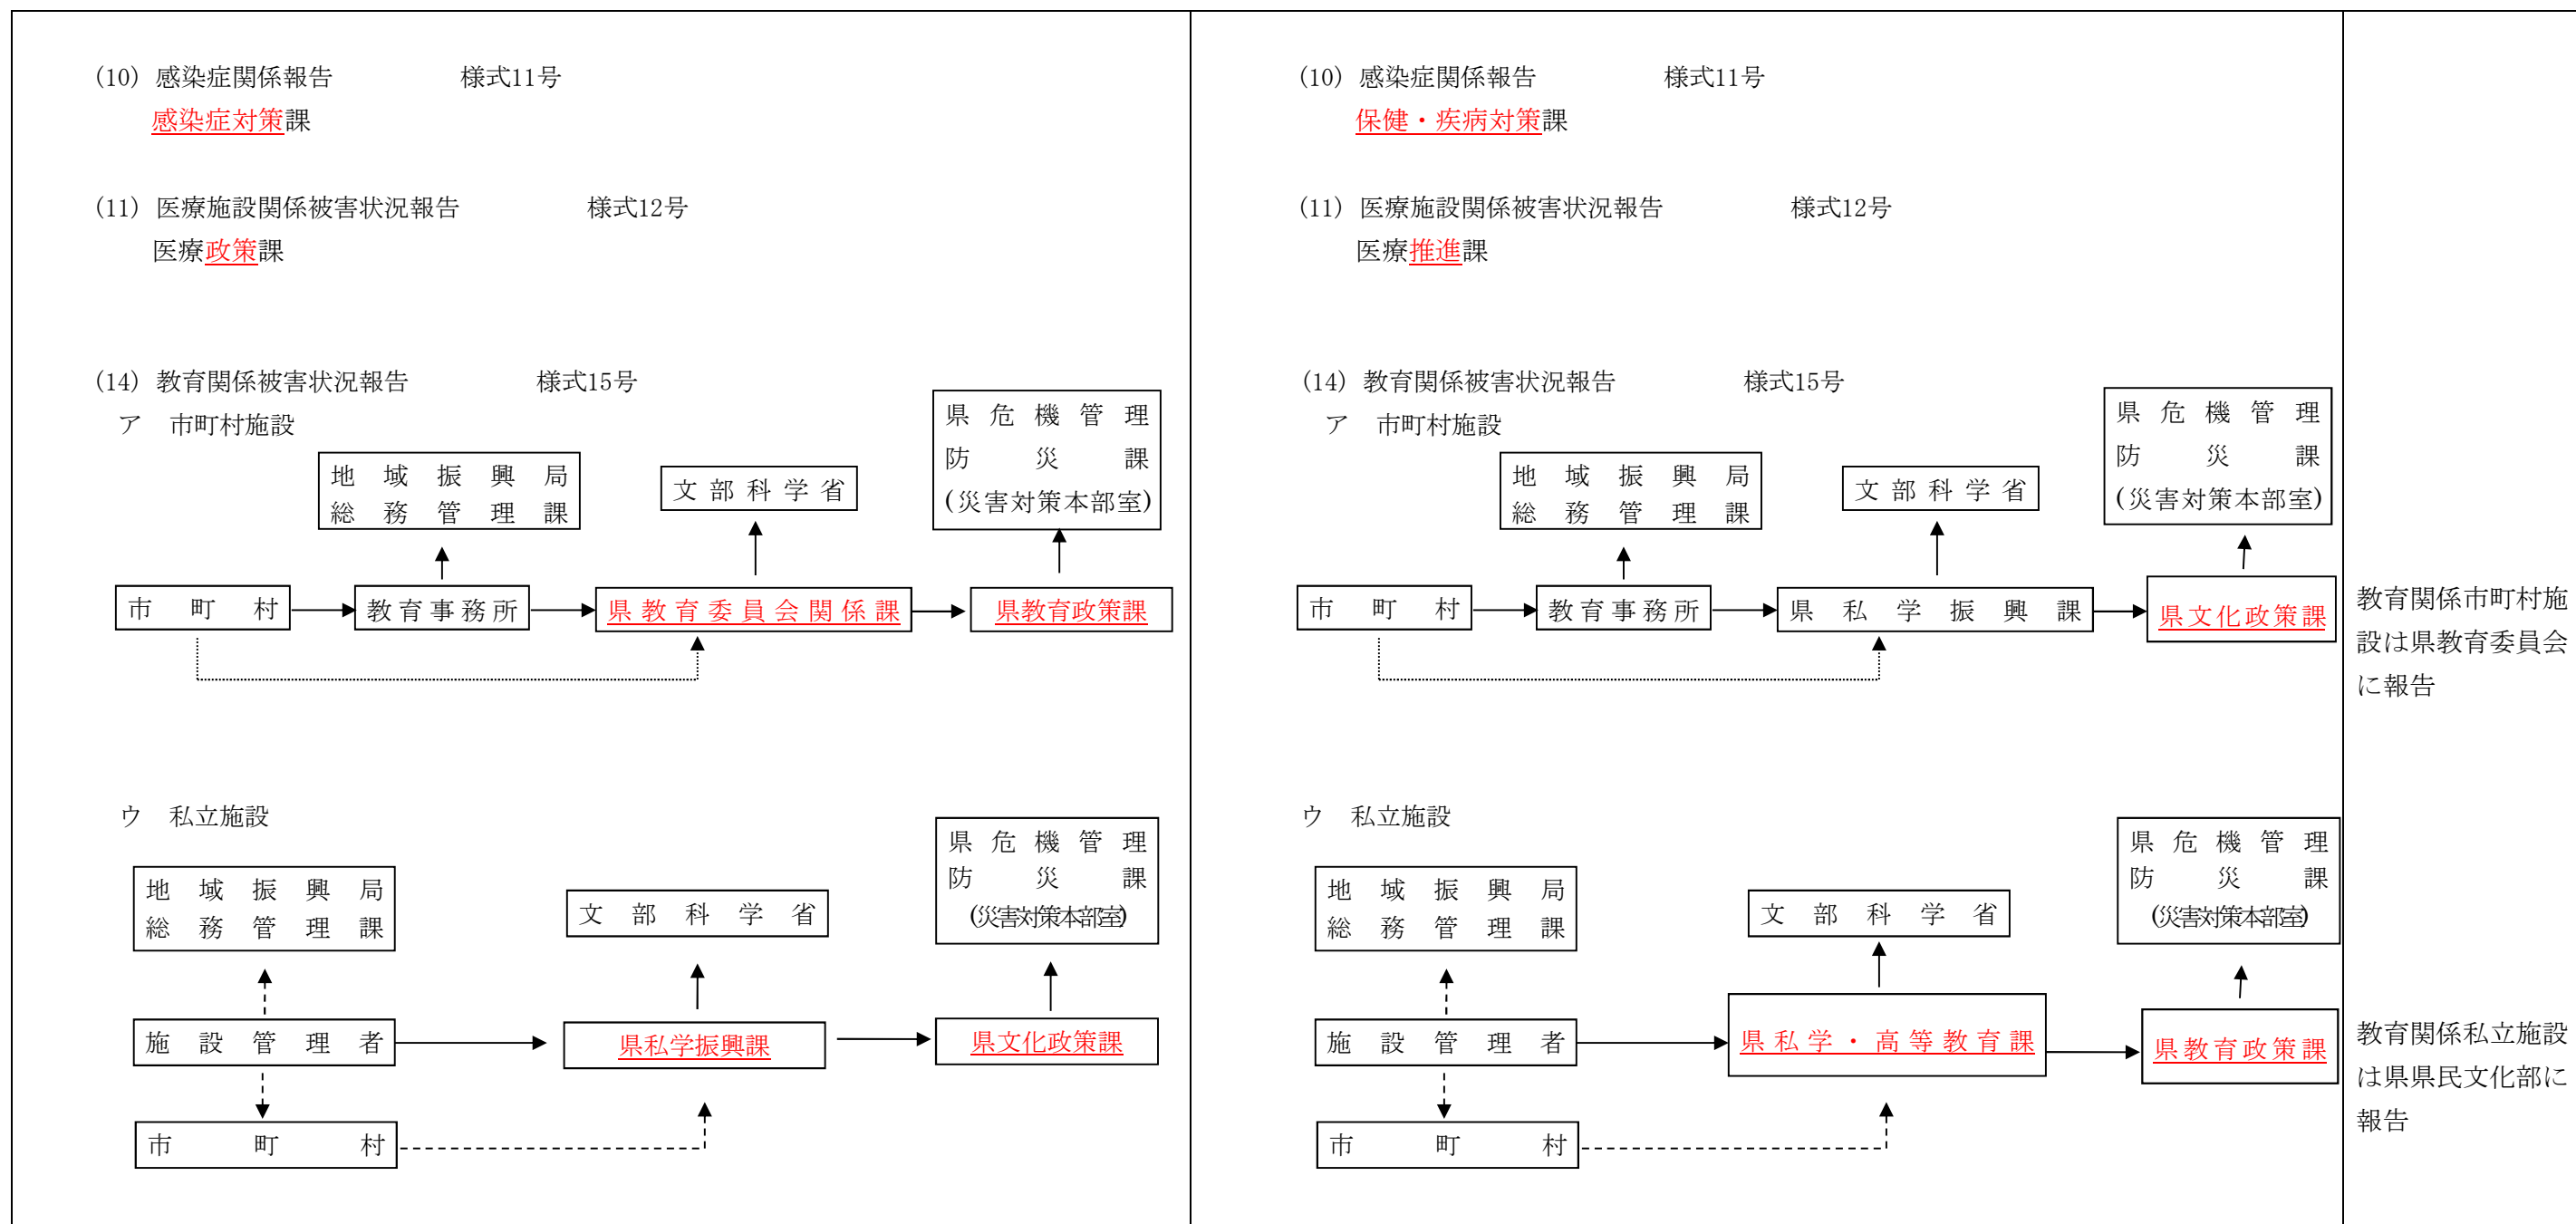 (10) 感染症関係報告　様式11号
感染症対策課
(11) 医療施設関係被害状況報告　様式12号
医療政策課
(14) 教育関係被害状況報告　様式15号
ア　市町村施設
県危機管理
防災課
(災害対策本部室)
地域振興局
総務管理課
文部科学省
市町村
教育事務所
県教育委員会関係課
県教育政策課
ウ　私立施設
県危機管理
防災課
(災害対策本部室)
地域振興局
総務管理課
文部科学省
施設管理者
県私学振興課
県文化政策課
市町村
(10) 感染症関係報告　様式11号
保健・疾病対策課
(11) 医療施設関係被害状況報告　様式12号
医療推進課
(14) 教育関係被害状況報告　様式15号
ア　市町村施設
県危機管理
防災課
(災害対策本部室)
地域振興局
総務管理課
文部科学省
市町村
教育事務所
県私学振興課
県文化政策課
ウ　私立施設
県危機管理
防災課
(災害対策本部室)
地域振興局
総務管理課
文部科学省
施設管理者
県私学・高等教育課
県教育政策課
市町村
教育関係市町村施
設は県教育委員会
に報告
教育関係私立施設
は県県民文化部に
報告